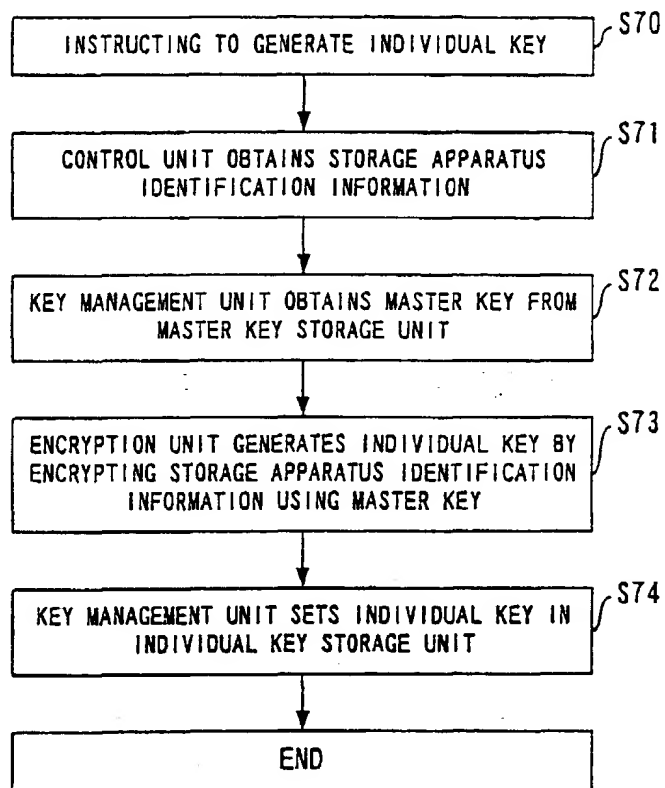 S70
INSTRUCTING TO GENERATE INDIVIDUAL KEY
S71
CONTROL UNIT OBTAINS STORAGE APPARATUS
IDENTIFICATION INFORMATION
S72
KEY MANAGEMENT UNIT OBTAINS MASTER KEY FROM
MASTER KEY STORAGE UNIT
S73
ENCRYPTION UNIT GENERATES INDIVIDUAL KEY BY
ENCRYPTING STORAGE APPARATUS IDENTIFICATION
INFORMATION USING MASTER KEY
S74
KEY MANAGEMENT UNIT SETS INDIVIDUAL KEY IN
INDIVIDUAL KEY STORAGE UNIT
END